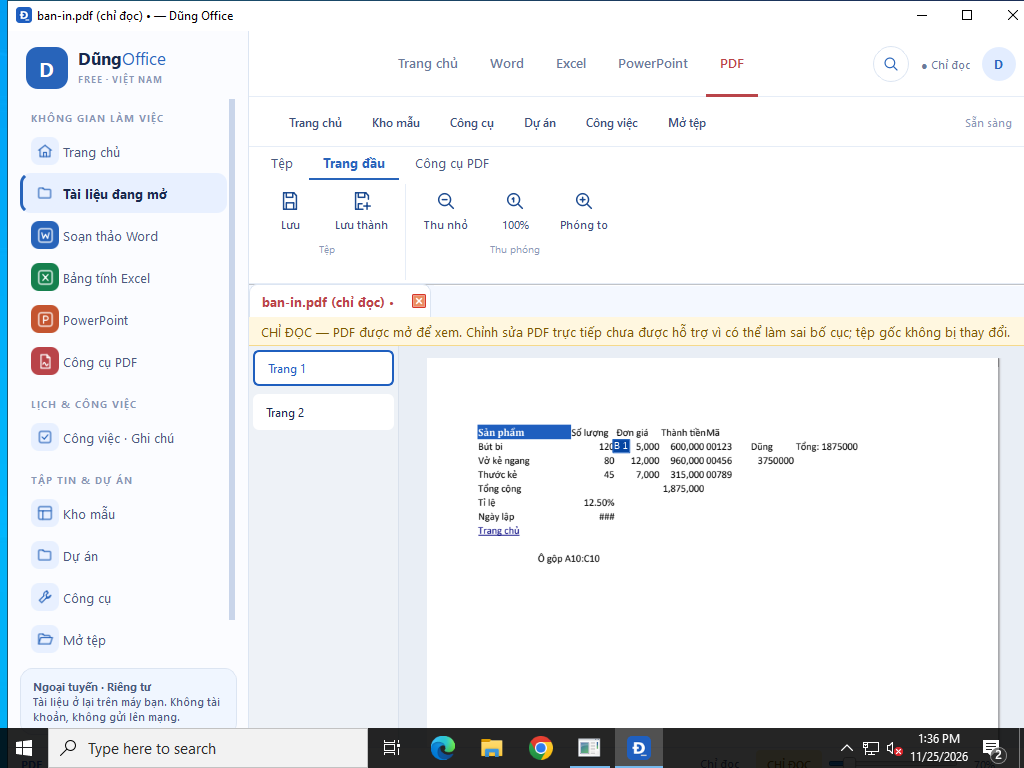 ban-in.pdf (chỉ đọc) • — Dũng Office
D
DũngOffice
FREE · VIỆT NAM
Trang chủ
Word
Excel
PowerPoint
PDF
• Chỉ đọc
D
KHÔNG GIAN LÀM VIỆC
Trang chủ
Tài liệu đang mở
Soạn thảo Word
Bảng tính Excel
PowerPoint
Công cụ PDF
LỊCH & CÔNG VIỆC
Công việc · Ghi chú
TẬP TIN & DỰ ÁN
Kho mẫu
Dự án
Công cụ
Mở tệp
Ngoại tuyến · Riêng tư
Tài liệu ở lại trên máy bạn. Không tài
khoản, không gửi lên mạng.
Trang chủ
Kho mẫu
Công cụ
Dự án
Công việc
Mở tệp
Sẵn sàng
Tệp
Trang đầu
Công cụ PDF
Lưu
Lưu thành
Thu nhỏ
100%
Phóng to
Tệp
Thu phóng
ban-in.pdf (chỉ đọc) •
CHỈ ĐỌC — PDF được mở để xem. Chỉnh sửa PDF trực tiếp chưa được hỗ trợ vì có thể làm sai bố cục; tệp gốc không bị thay đổi.
Trang 1
Trang 2
Sản phẩm Số lượng Đơn giá Thành tiền Mã
Bút bi 120 B 1 5,000 600,000 00123 Dũng Tổng: 1875000
Vở kẻ ngang 80 12,000 960,000 00456 3750000
Thước kẻ 45 7,000 315,000 00789
Tổng cộng 1,875,000
Tỉ lệ 12.50%
Ngày lập ###
Trang chủ
Ô gộp A10:C10
Type here to search
1:36 PM
11/25/2026
2